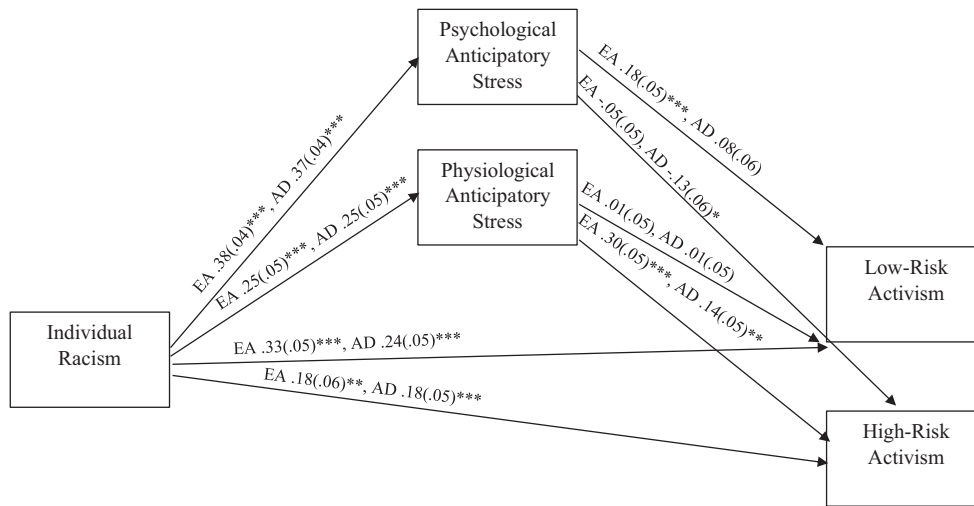 Psychological
Anticipatory
Stress
EA .18(.05)***, AD .08(.06)
EA -.05(.05), AD-.13(.06)*
EA .38(.04)***, AD .37(.04)***
Physiological
Anticipatory
Stress
EA .25(.05)***, AD .25(.05)***
EA .01(.05), AD .01(.05)
EA .30(.05)***, AD .14(.05)**
Low-Risk
Activism
Individual
Racism
EA .33(.05)***, AD .24(.05)***
EA .18(.06)**, AD .18(.05)***
High-Risk
Activism